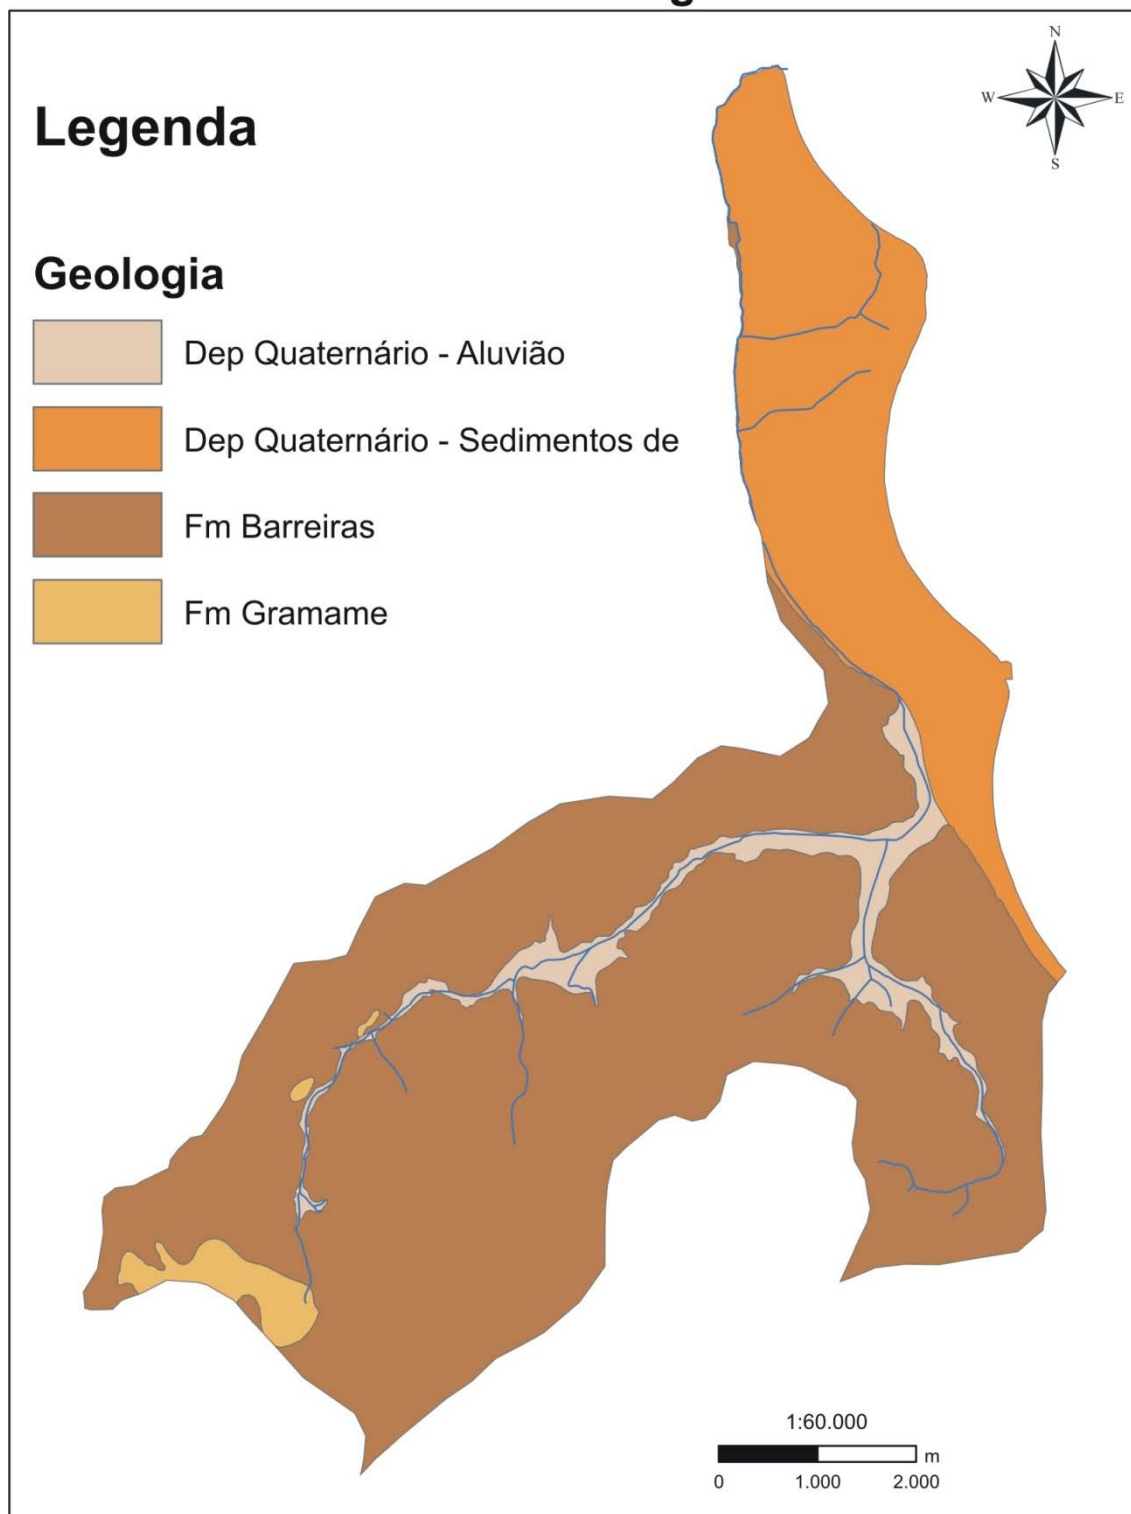 N
W E
S
Legenda
Geologia
Dep Quaternário - Aluvião
Dep Quaternário - Sedimentos de
Fm Barreiras
Fm Gramame
1:60.000
m
0 1.000 2.000